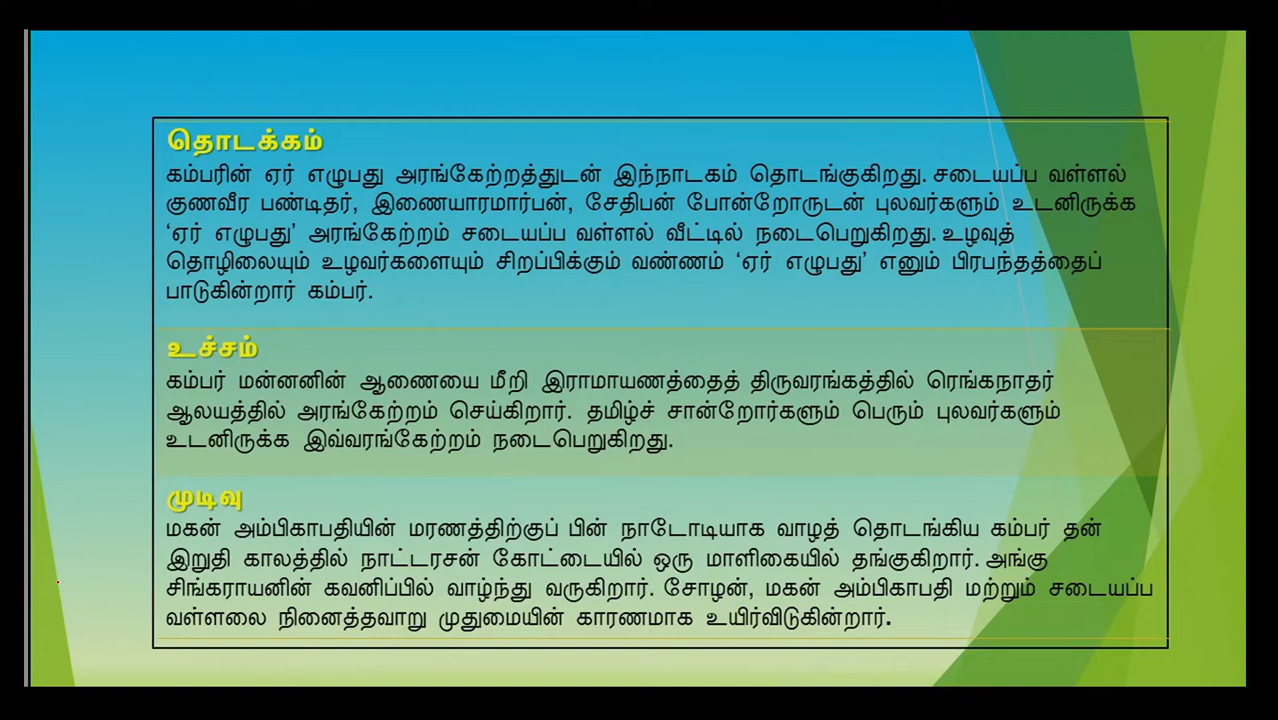 தொடக்கம்
கம்பரின் ஏர் எழுபது அரங்கேற்றத்துடன் இந்நாடகம் தொடங்குகிறது. சடையப்ப வள்ளல்
குணவீர பண்டிதர், இணையாரமார்பன், சேதிபன் போன்றோருடன் புலவர்களும் உடனிருக்க
‘ஏர் எழுபது’ அரங்கேற்றம் சடையப்ப வள்ளல் வீட்டில் நடைபெறுகிறது. உழவுத்
தொழிலையும் உழவர்களையும் சிறப்பிக்கும் வண்ணம் ‘ஏர் எழுபது’ எனும் பிரபந்தத்தைப்
பாடுகின்றார் கம்பர்.
உச்சம்
கம்பர் மன்னனின் ஆணையை மீறி இராமாயணத்தைத் திருவரங்கத்தில் ரெங்கநாதர்
ஆலயத்தில் அரங்கேற்றம் செய்கிறார். தமிழ்ச் சான்றோர்களும் பெரும் புலவர்களும்
உடனிருக்க இவ்வரங்கேற்றம் நடைபெறுகிறது.
முடிவு
மகன் அம்பிகாபதியின் மரணத்திற்குப் பின் நாடோடியாக வாழத் தொடங்கிய கம்பர் தன்
இறுதி காலத்தில் நாட்டரசன் கோட்டையில் ஒரு மாளிகையில் தங்குகிறார். அங்கு
சிங்கராயனின் கவனிப்பில் வாழ்ந்து வருகிறார். சோழன், மகன் அம்பிகாபதி மற்றும் சடையப்ப
வள்ளலை நினைத்தவாறு முதுமையின் காரணமாக உயிர்விடுகின்றார்.